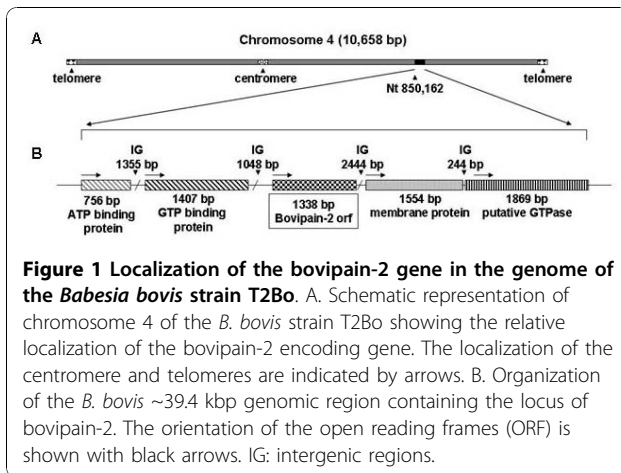 A
Chromosome 4 (10,658 bp)
telomere
centromere
Nt 850,162
telomere
B
IG
1355 bp
IG
1048 bp
IG
2444 bp
IG
244 bp
756 bp
ATP binding
protein
1407 bp
GTP binding
protein
1338 bp
Bovipain-2 orf
1554 bp
membrane protein
1869 bp
putative GTPase
Figure 1 Localization of the bovipain-2 gene in the genome of
the Babesia bovis strain T2Bo. A. Schematic representation of
chromosome 4 of the B. bovis strain T2Bo showing the relative
localization of the bovipain-2 encoding gene. The localization of the
centromere and telomeres are indicated by arrows. B. Organization
of the B. bovis ~39.4 kbp genomic region containing the locus of
bovipain-2. The orientation of the open reading frames (ORF) is
shown with black arrows. IG: intergenic regions.